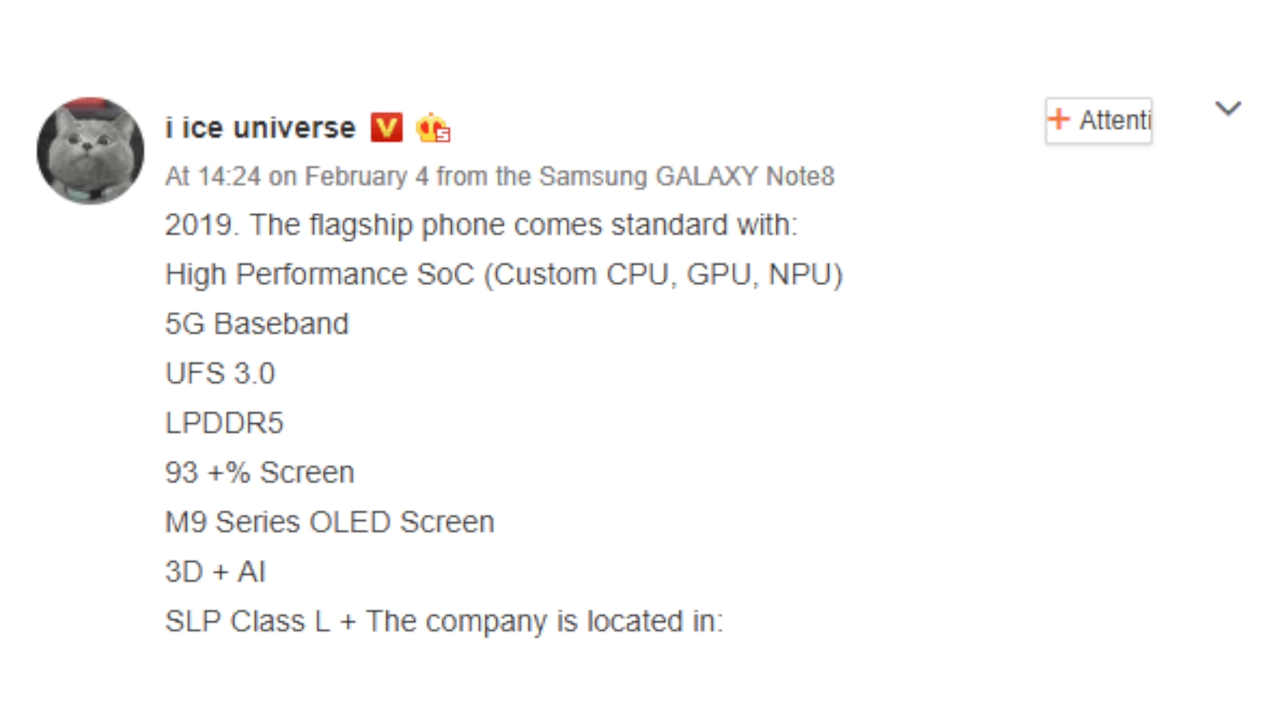 i ice universe V 5
+ Attenti
At 14:24 on February 4 from the Samsung GALAXY Note8
2019. The flagship phone comes standard with:
High Performance SoC (Custom CPU, GPU, NPU)
5G Baseband
UFS 3.0
LPDDR5
93 +% Screen
M9 Series OLED Screen
3D + AI
SLP Class L + The company is located in: